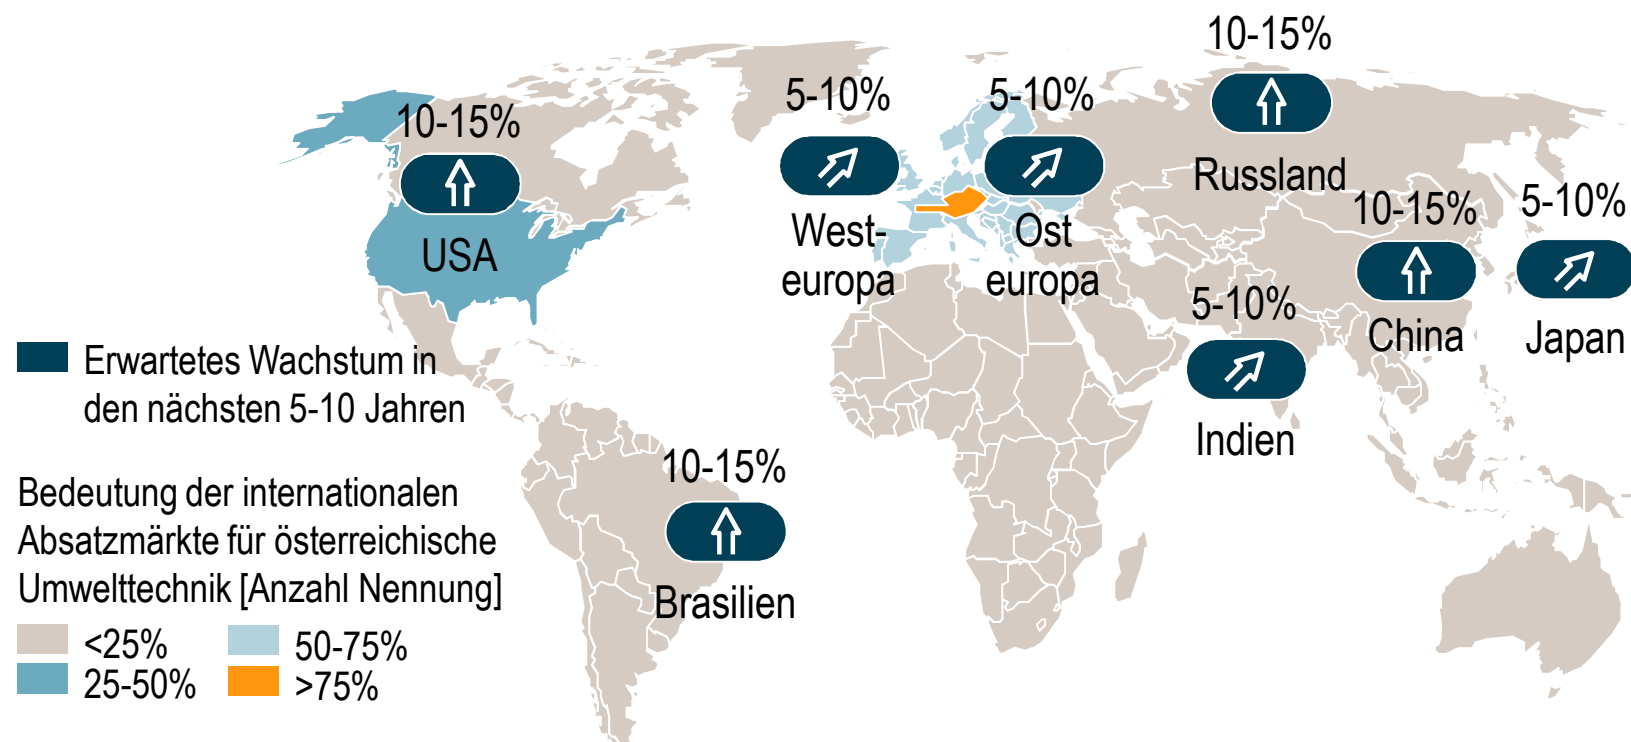 10-15%
USA
5-10%
West-
europa
5-10%
Ost
europa
10-15%
Russland
10-15%
China
5-10%
Japan
5-10%
Indien
10-15%
Brasilien
Erwartetes Wachstum in
den nächsten 5-10 Jahren
Bedeutung der internationalen
Absatzmärkte für österreichische
Umwelttechnik [Anzahl Nennung]
<25%
50-75%
25-50%
>75%